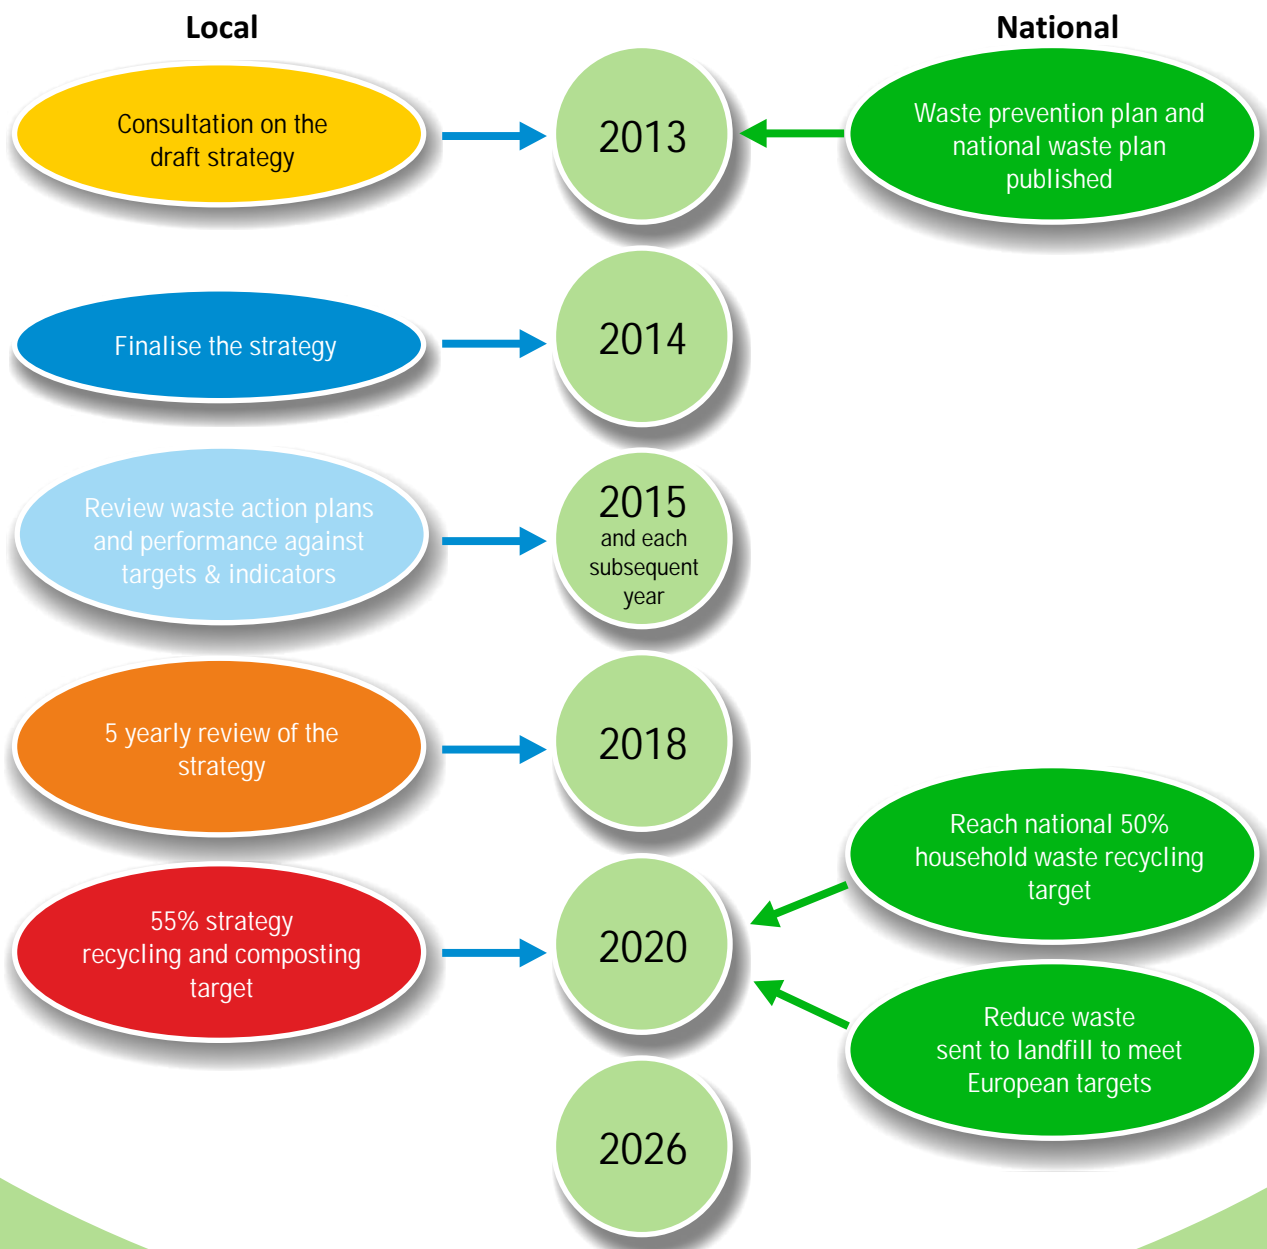 Local
National
Consultation on the
draft strategy
2013
Waste prevention plan and
national waste plan
published
Finalise the strategy
2014
Review waste action plans
and performance against
targets & indicators
2015
and each
subsequent
year
5 yearly review of the
strategy
2018
Reach national 50%
household waste recycling
target
55% strategy
recycling and composting
target
2020
Reduce waste
sent to landfill to meet
European targets
2026